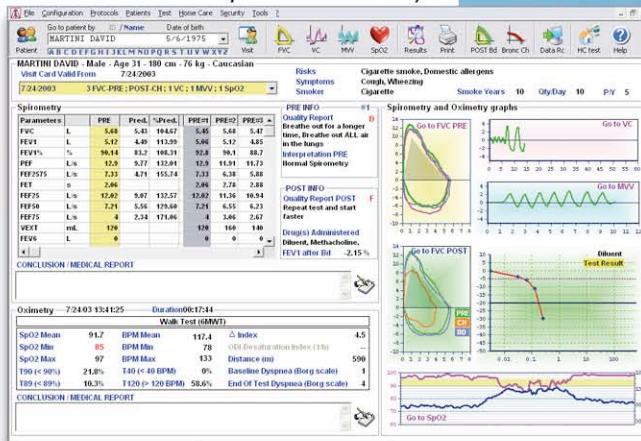 File Configuration Protocols Patients Test Home Care Security Tools ?
Go to patient by ID /Name Date of birth
MARTINI DAVID 5/6/1975
A B C D E F G H I J K L M N O P Q R S T U V W X Y Z
Patient Visit FVC VC MVV SpO2 Results Print POST Bd Bronc Ch Data Rc HC test Help
MARTINI DAVID - Male - Age 31 - 180 cm - 76 kg - Caucasian
Visit Card Valid From 7/24/2003
7/24/2003 3 FVC-PRE ; POST-CH ; 1 VC ; 1 MVV ; 1 SpO2
Risks Cigarette smoke, Domestic allergens
Symptoms Cough, Wheezing
Smoker Cigarette Smoke Years 10 Qty/Day 10 P/Y 5
Spirometry
Parameters PRE Pred. %Pred. PRE#1 PRE#2 PRE#3
FVC L 5.68 5.43 104.67 5.45 5.68 5.47
FEV1 L 5.12 4.49 113.99 5.06 5.12 4.85
FEV1% % 90.14 83.2 108.31 92.8 90.1 88.7
PEF L/s 12.9 9.77 132.01 12.9 11.91 11.73
FEF2575 L/s 7.33 4.71 155.74 7.33 6.38 5.88
FET s 2.06 2.06 2.78 2.88
FEF25 L/s 12.02 9.07 132.57 12.02 11.36 10.94
FEF50 L/s 7.21 5.56 129.60 7.21 6.55 6.23
FEF75 L/s 4 2.34 171.06 4 3.06 2.67
VEXT mL 120 120 160 140
FEV6 L 0 0 0 0
PRE INFO #1
Quality Report D
Breathe out for a longer
time, Breathe out ALL air
in the lungs
Interpretation PRE
Normal Spirometry
POST INFO
Quality Report POST F
Repeat test and start
faster
Drug(s) Administered
Diluent, Methacholine,
FEV1 after Bd -2.15 %
CONCLUSION / MEDICAL REPORT
Spirometry and Oximetry graphs
Go to FVC PRE
Go to VC
Go to MVV
Go to FVC POST
PRE
CH
BD
Diluent
Test Result
Go to SpO2
Oximetry 7/24/03 13:41:25 Duration 00:17:44
Walk Test (6MWT)
SpO2 Mean 91.7 BPM Mean 117.4 Δ Index 4.5
SpO2 Min 85 BPM Min 78 ODI-Desaturation Index (1/h) --
SpO2 Max 97 BPM Max 133 Distance (m) 590
T90 (< 90%) 21.8% T40 (< 40 BPM) 0% Baseline Dyspnea (Borg scale) 1
T89 (< 89%) 10.3% T120 (> 120 BPM) 58.6% End Of Test Dyspnea (Borg scale) 4
CONCLUSION / MEDICAL REPORT